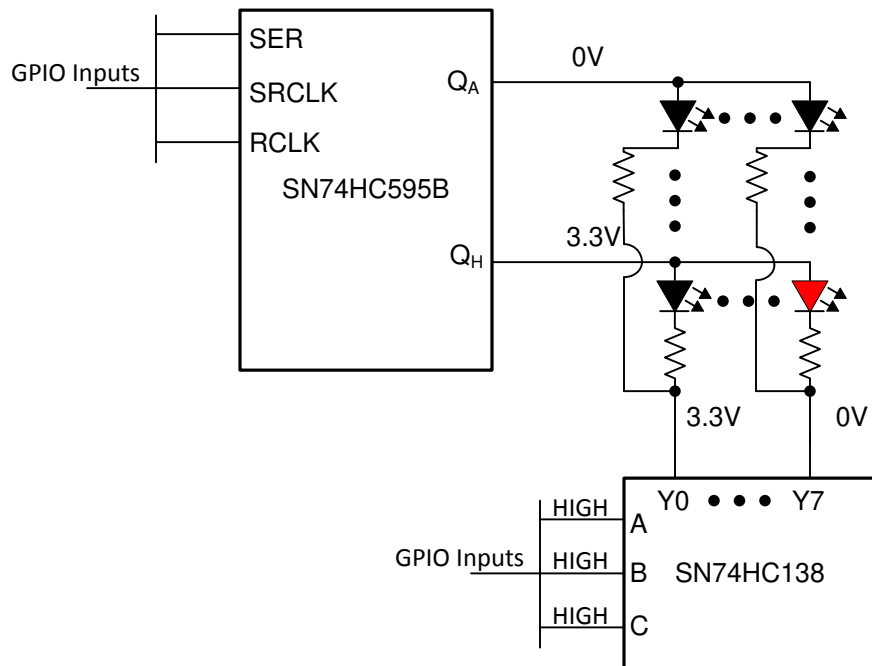 SER
GPIO Inputs
SRCLK
RCLK
SN74HC595B
QA
0V
QH
3.3V
3.3V
0V
Y0
Y7
HIGH
A
GPIO Inputs
HIGH
B
SN74HC138
HIGH
C